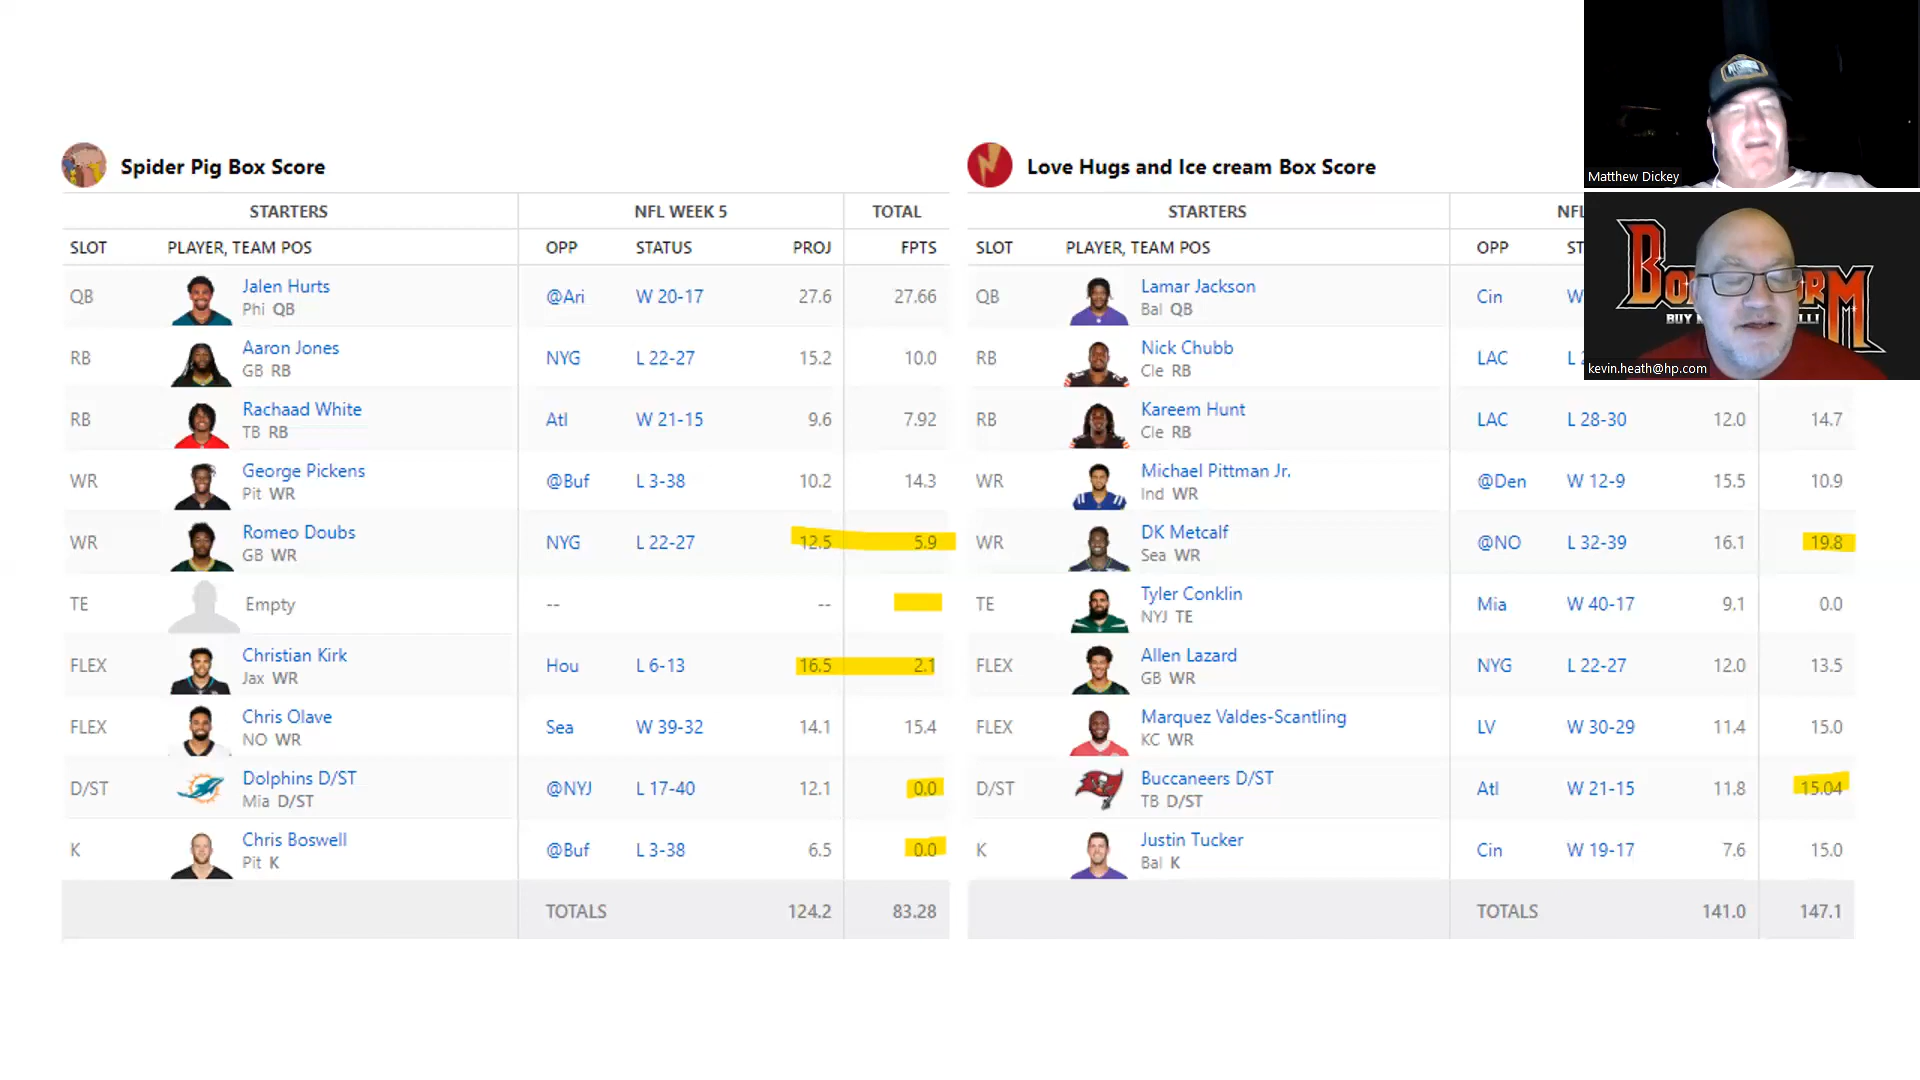 Spider Pig Box Score
STARTERS NFL WEEK 5 TOTAL
SLOT PLAYER, TEAM POS OPP STATUS PROJ FPTS
QB Jalen Hurts Phi QB @Ari W 20-17 27.6 27.66
RB Aaron Jones GB RB NYG L 22-27 15.2 10.0
RB Rachaad White TB RB Atl W 21-15 9.6 7.92
WR George Pickens Pit WR @Buf L 3-38 10.2 14.3
WR Romeo Doubs GB WR NYG L 22-27 12.5 5.9
TE Empty -- --
FLEX Christian Kirk Jax WR Hou L 6-13 16.5 2.1
FLEX Chris Olave NO WR Sea W 39-32 14.1 15.4
D/ST Dolphins D/ST Mia D/ST @NYJ L 17-40 12.1 0.0
K Chris Boswell Pit K @Buf L 3-38 6.5 0.0
TOTALS 124.2 83.28
Love Hugs and Ice cream Box Score
STARTERS NFL
SLOT PLAYER, TEAM POS OPP ST
QB Lamar Jackson Bal QB Cin W
RB Nick Chubb Cle RB LAC L
RB Kareem Hunt Cle RB LAC L 28-30 12.0 14.7
WR Michael Pittman Jr. Ind WR @Den W 12-9 15.5 10.9
WR DK Metcalf Sea WR @NO L 32-39 16.1 19.8
TE Tyler Conklin NYJ TE Mia W 40-17 9.1 0.0
FLEX Allen Lazard GB WR NYG L 22-27 12.0 13.5
FLEX Marquez Valdes-Scantling KC WR LV W 30-29 11.4 15.0
D/ST Buccaneers D/ST TB D/ST Atl W 21-15 11.8 15.04
K Justin Tucker Bal K Cin W 19-17 7.6 15.0
TOTALS 141.0 147.1
Matthew Dickey
BUY
kevin.heath@hp.com